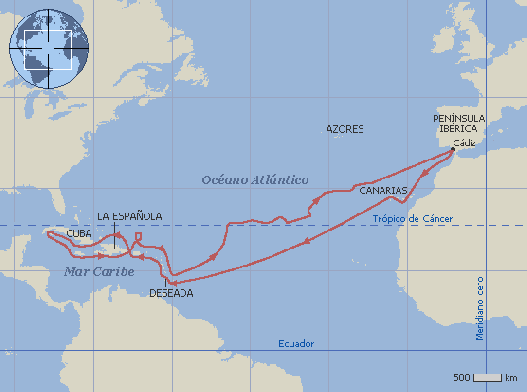 AZORES
PENÍNSULA
IBÉRICA
Cádiz
Océano Atlántico
CANARIAS
LA ESPAÑOLA
Trópico de Cáncer
CUBA
Mar Caribe
DESEADA
Meridiano cero
Ecuador
500 km